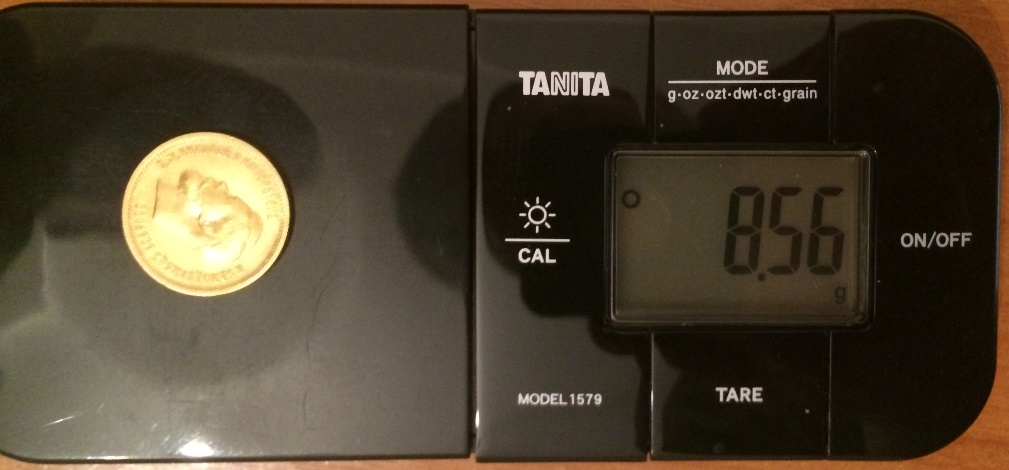 TANITA
MODE
g·oz·ozt·dwt·ct·grain
8.56
g
CAL
ON/OFF
MODEL 1579
TARE